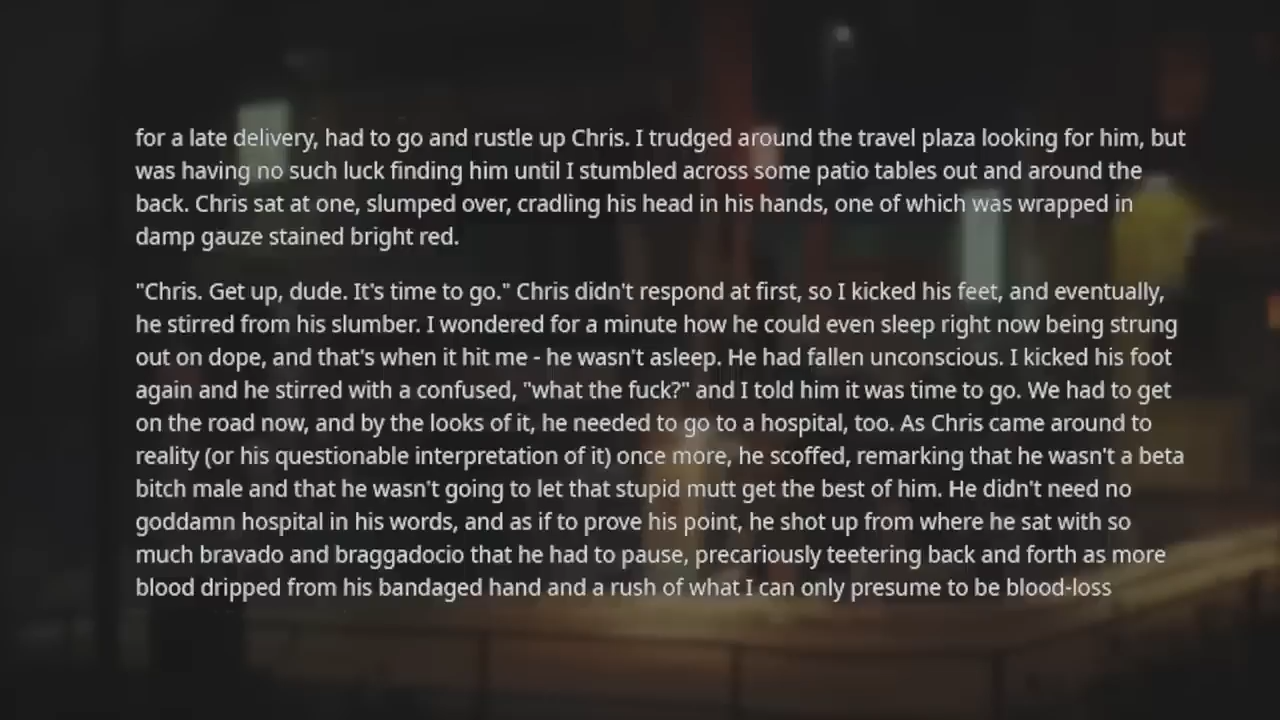 for a late delivery, had to go and rustle up Chris. I trudged around the travel plaza looking for him, but
was having no such luck finding him until I stumbled across some patio tables out and around the
back. Chris sat at one, slumped over, cradling his head in his hands, one of which was wrapped in
damp gauze stained bright red.
"Chris. Get up, dude. It's time to go." Chris didn't respond at first, so I kicked his feet, and eventually,
he stirred from his slumber. I wondered for a minute how he could even sleep right now being strung
out on dope, and that's when it hit me - he wasn't asleep. He had fallen unconscious. I kicked his foot
again and he stirred with a confused, "what the fuck?" and I told him it was time to go. We had to get
on the road now, and by the looks of it, he needed to go to a hospital, too. As Chris came around to
reality (or his questionable interpretation of it) once more, he scoffed, remarking that he wasn't a beta
bitch male and that he wasn't going to let that stupid mutt get the best of him. He didn't need no
goddamn hospital in his words, and as if to prove his point, he shot up from where he sat with so
much bravado and braggadocio that he had to pause, precariously teetering back and forth as more
blood dripped from his bandaged hand and a rush of what I can only presume to be blood-loss